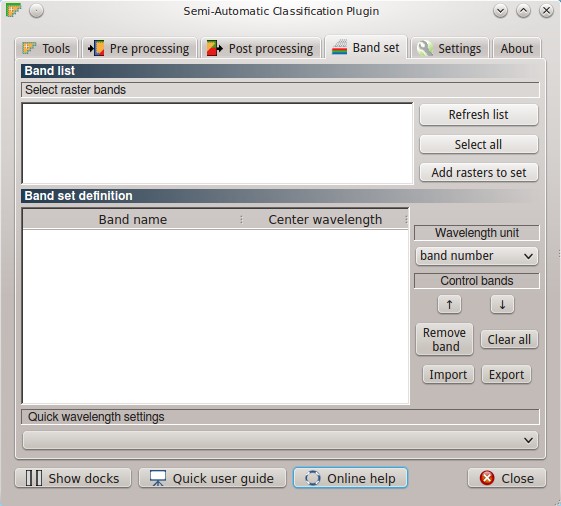 Semi-Automatic Classification Plugin
Tools Pre processing Post processing Band set Settings About
Band list
Select raster bands
Refresh list
Select all
Add rasters to set
Band set definition
Band name Center wavelength
Wavelength unit
band number
Control bands
↑ ↓
Remove
band
Clear all
Import Export
Quick wavelength settings
Show docks Quick user guide Online help Close